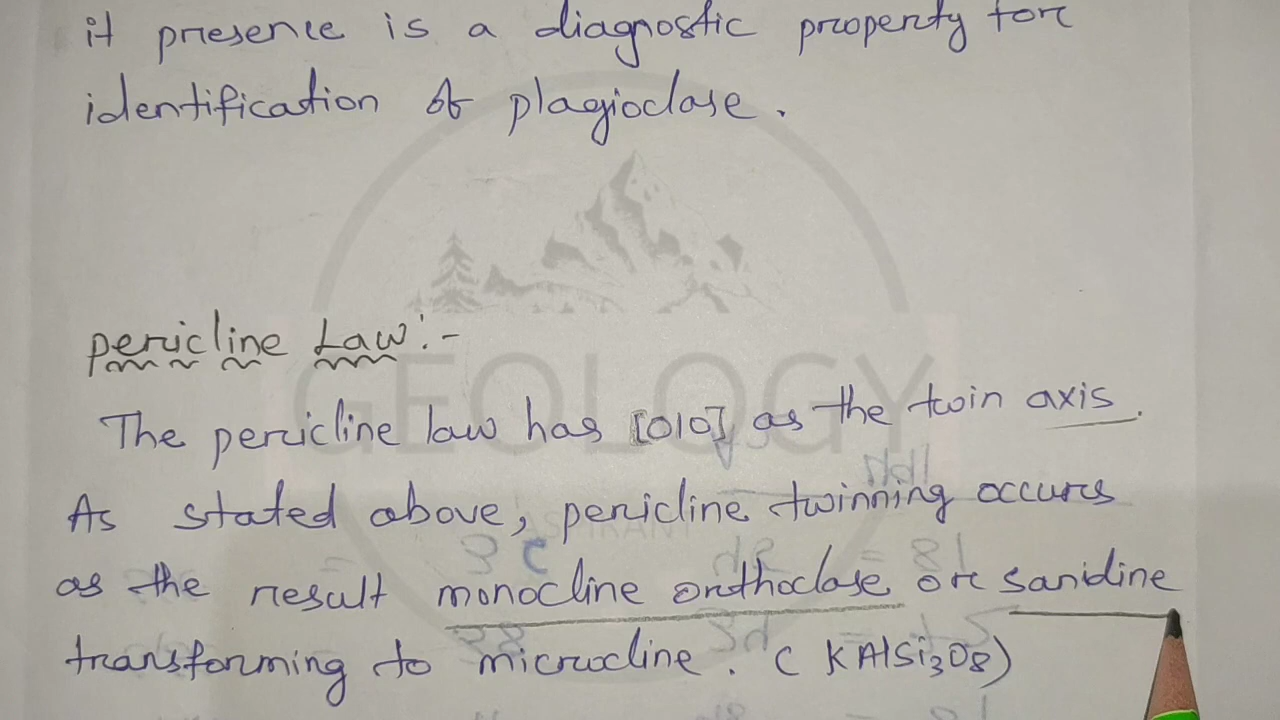 it presence is a diagnostic property for
identification of plagioclase.
pericline Law:-
The pericline law has [010] as the twin axis.
As stated above, pericline twinning occurs
as the result monocline orthoclase or sanidine
transforming to microcline. (KAlSi3O8)
GEOLOGY